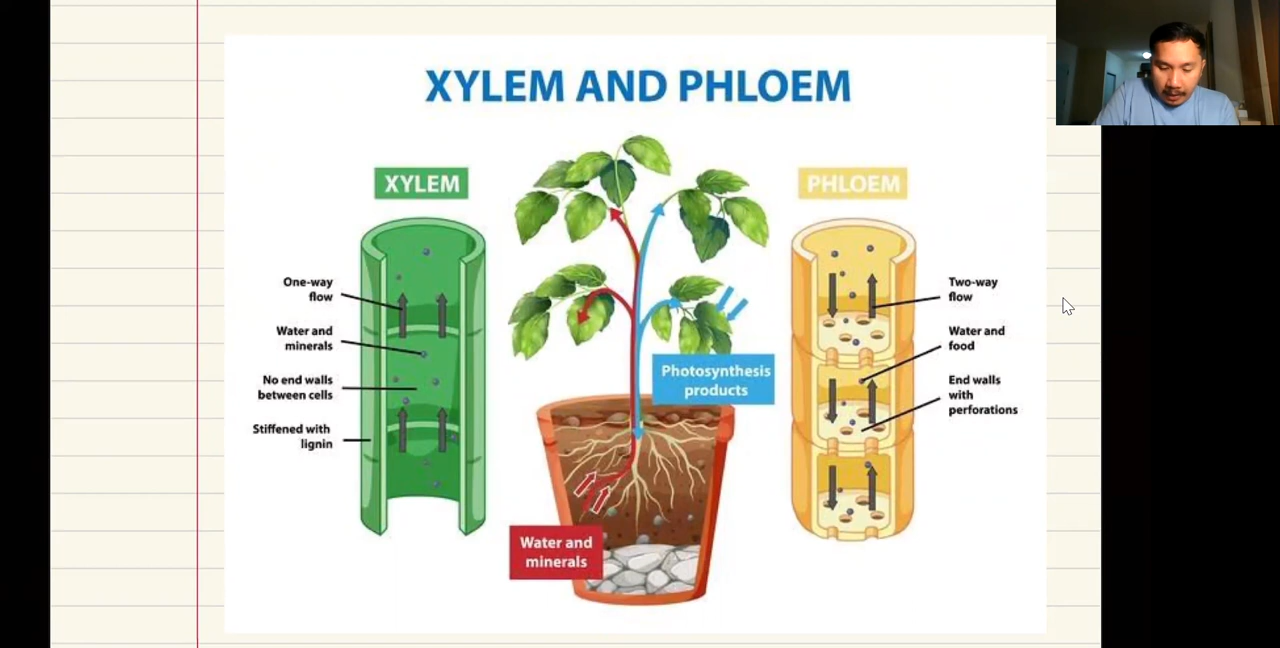 XYLEM AND PHLOEM
XYLEM
One-way
flow
Water and
minerals
No end walls
between cells
Stiffened with
lignin
Photosynthesis
products
Water and
minerals
PHLOEM
Two-way
flow
Water and
food
End walls
with
perforations